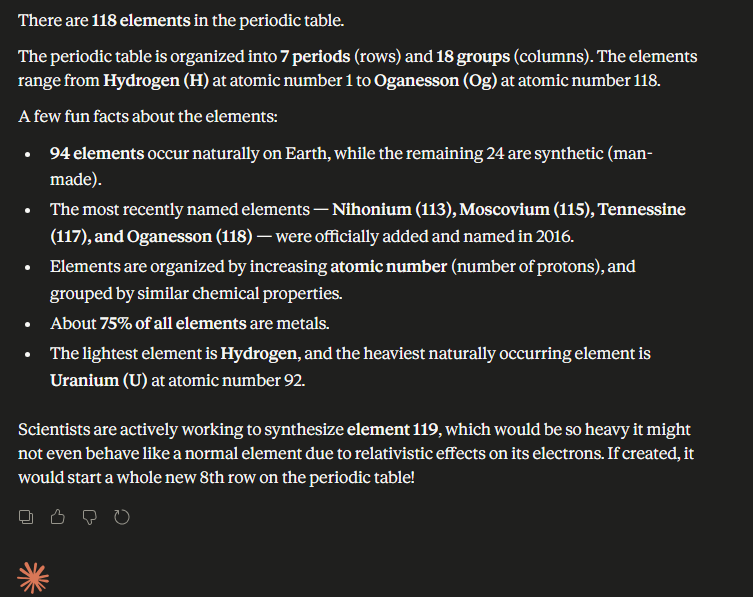 There are 118 elements in the periodic table.
The periodic table is organized into 7 periods (rows) and 18 groups (columns). The elements
range from Hydrogen (H) at atomic number 1 to Oganesson (Og) at atomic number 118.
A few fun facts about the elements:
• 94 elements occur naturally on Earth, while the remaining 24 are synthetic (man-
made).
• The most recently named elements — Nihonium (113), Moscovium (115), Tennessine
(117), and Oganesson (118) — were officially added and named in 2016.
• Elements are organized by increasing atomic number (number of protons), and
grouped by similar chemical properties.
• About 75% of all elements are metals.
• The lightest element is Hydrogen, and the heaviest naturally occurring element is
Uranium (U) at atomic number 92.
Scientists are actively working to synthesize element 119, which would be so heavy it might
not even behave like a normal element due to relativistic effects on its electrons. If created, it
would start a whole new 8th row on the periodic table!